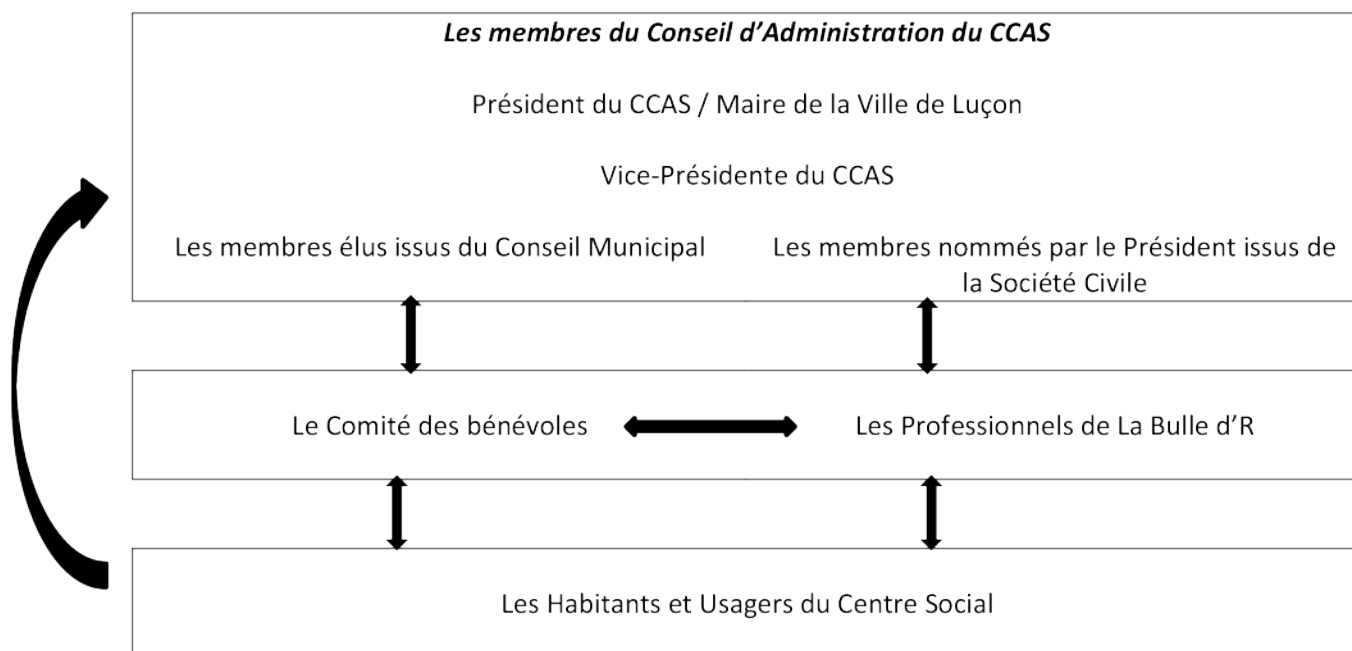 Les membres du Conseil d’Administration du CCAS
Président du CCAS / Maire de la Ville de Luçon
Vice-Présidente du CCAS
Les membres élus issus du Conseil Municipal
Les membres nommés par le Président issus de
la Société Civile
Le Comité des bénévoles
Les Professionnels de La Bulle d’R
Les Habitants et Usagers du Centre Social